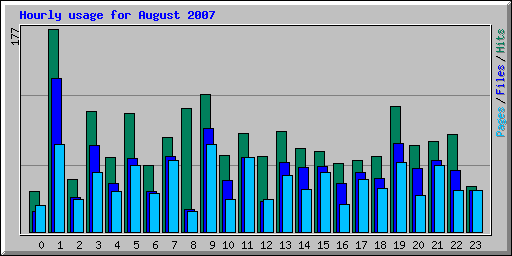 Hourly usage for August 2007
177
Pages/Files/Hits
0 1 2 3 4 5 6 7 8 9 10 11 12 13 14 15 16 17 18 19 20 21 22 23